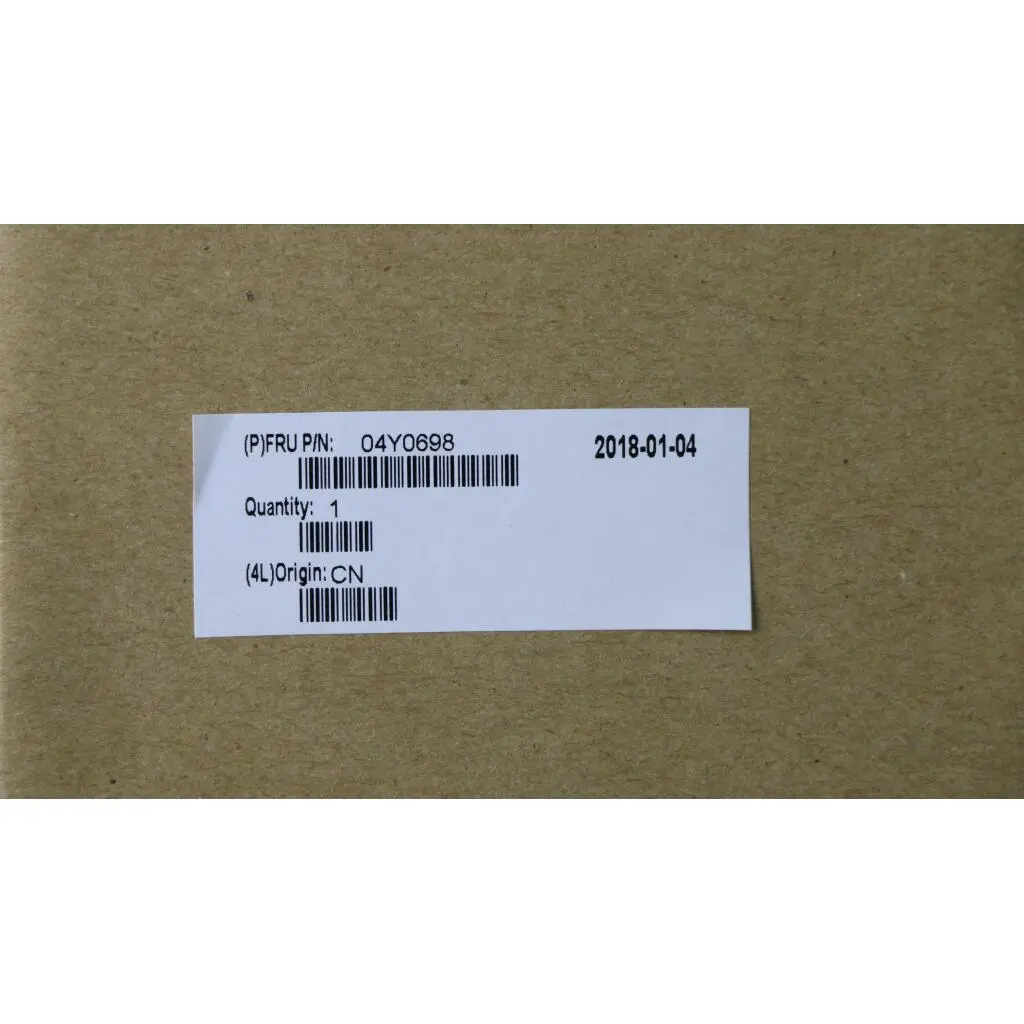 (P)FRU P/N: 04Y0698 2018-01-04
Quantity: 1
(4L)Origin: CN